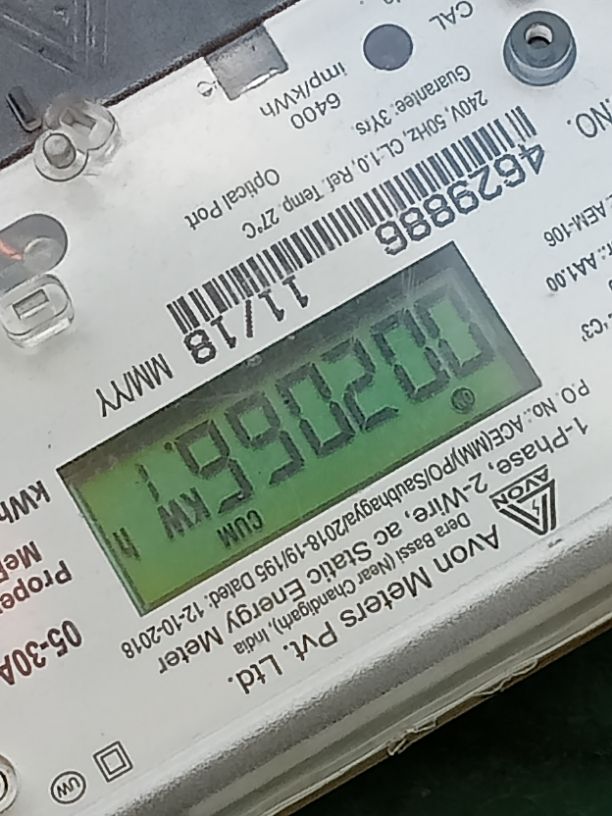 UW
Avon Meters Pvt. Ltd.
Dera Bassi (Near Chandigarh), India
AVON
1-Phase, 2-Wire, ac Static Energy Meter
P.O. No.: ACE(MM)/PO/Saubhagya/2018-19/195 Dated: 12-10-2018
05-30A
kWh
CUM
kW h
AEM-106
AA1.00
'C3'
4629886
11/18 MM/YY
NO.
240V, 50Hz, CL-1.0, Ref. Temp. 27°C
Guarantee: 3Yrs.
Optical Port
6400
imp/kWh
CAL